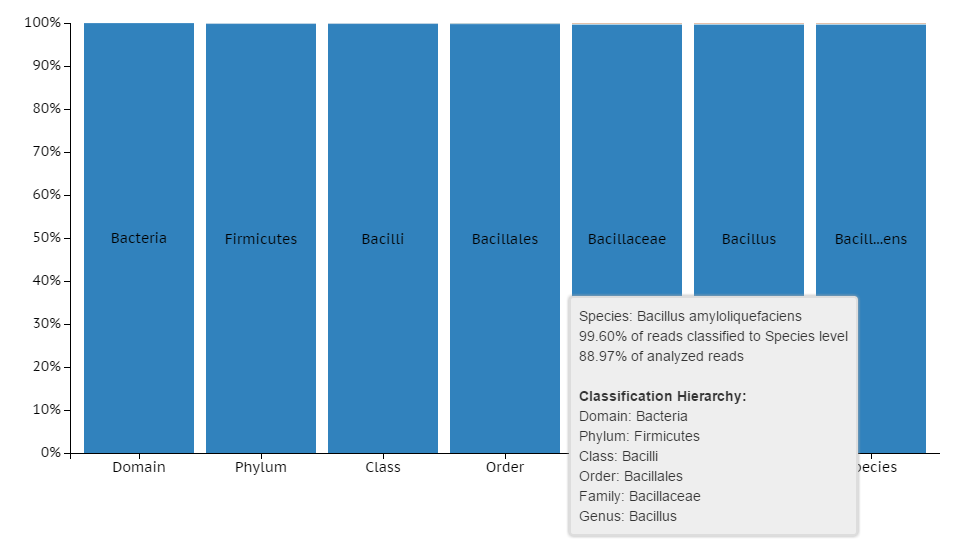 100%
90%
80%
70%
60%
50%
40%
30%
20%
10%
0%
Bacteria Firmicutes Bacilli Bacillales Bacillaceae Bacillus Bacill...ens
Domain Phylum Class Order
Species: Bacillus amyloliquefaciens
99.60% of reads classified to Species level
88.97% of analyzed reads
Classification Hierarchy:
Domain: Bacteria
Phylum: Firmicutes
Class: Bacilli
Order: Bacillales
Family: Bacillaceae
Genus: Bacillus